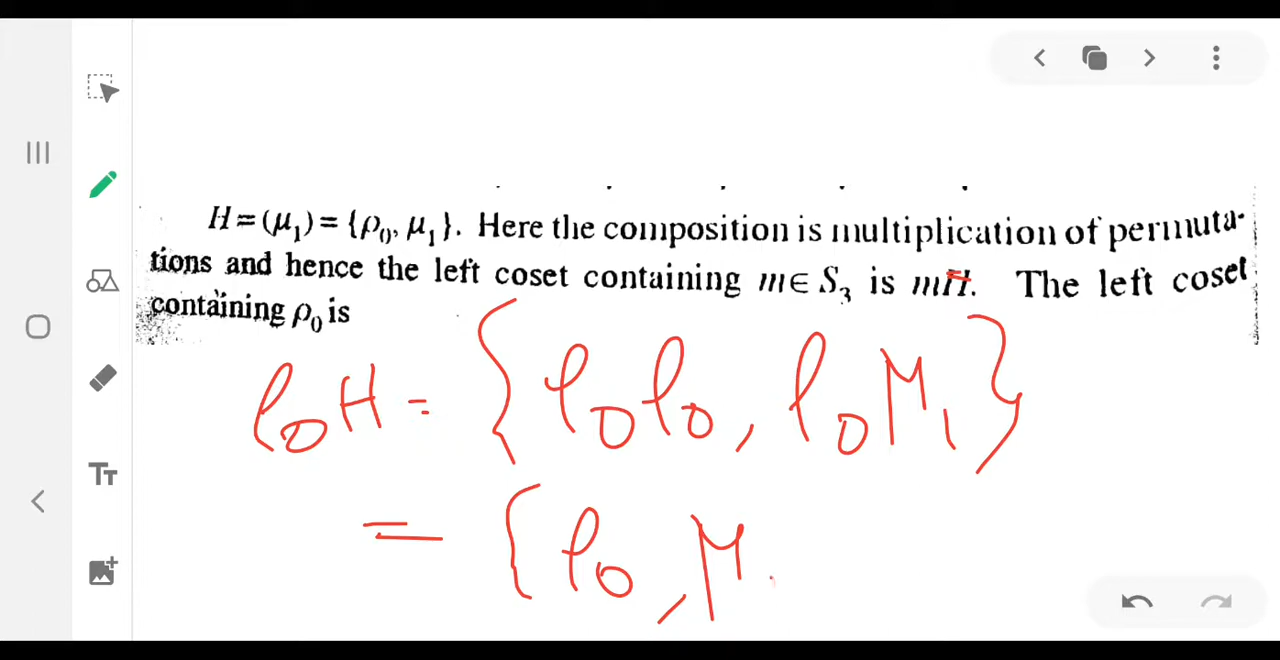 H = (μ₁) = {ρ₀, μ₁}. Here the composition is multiplication of permuta-
tions and hence the left coset containing m ∈ S₃ is mH. The left coset
containing ρ₀ is
ρ₀H = {ρ₀ρ₀, ρ₀μ₁}
= {ρ₀, μ
TT